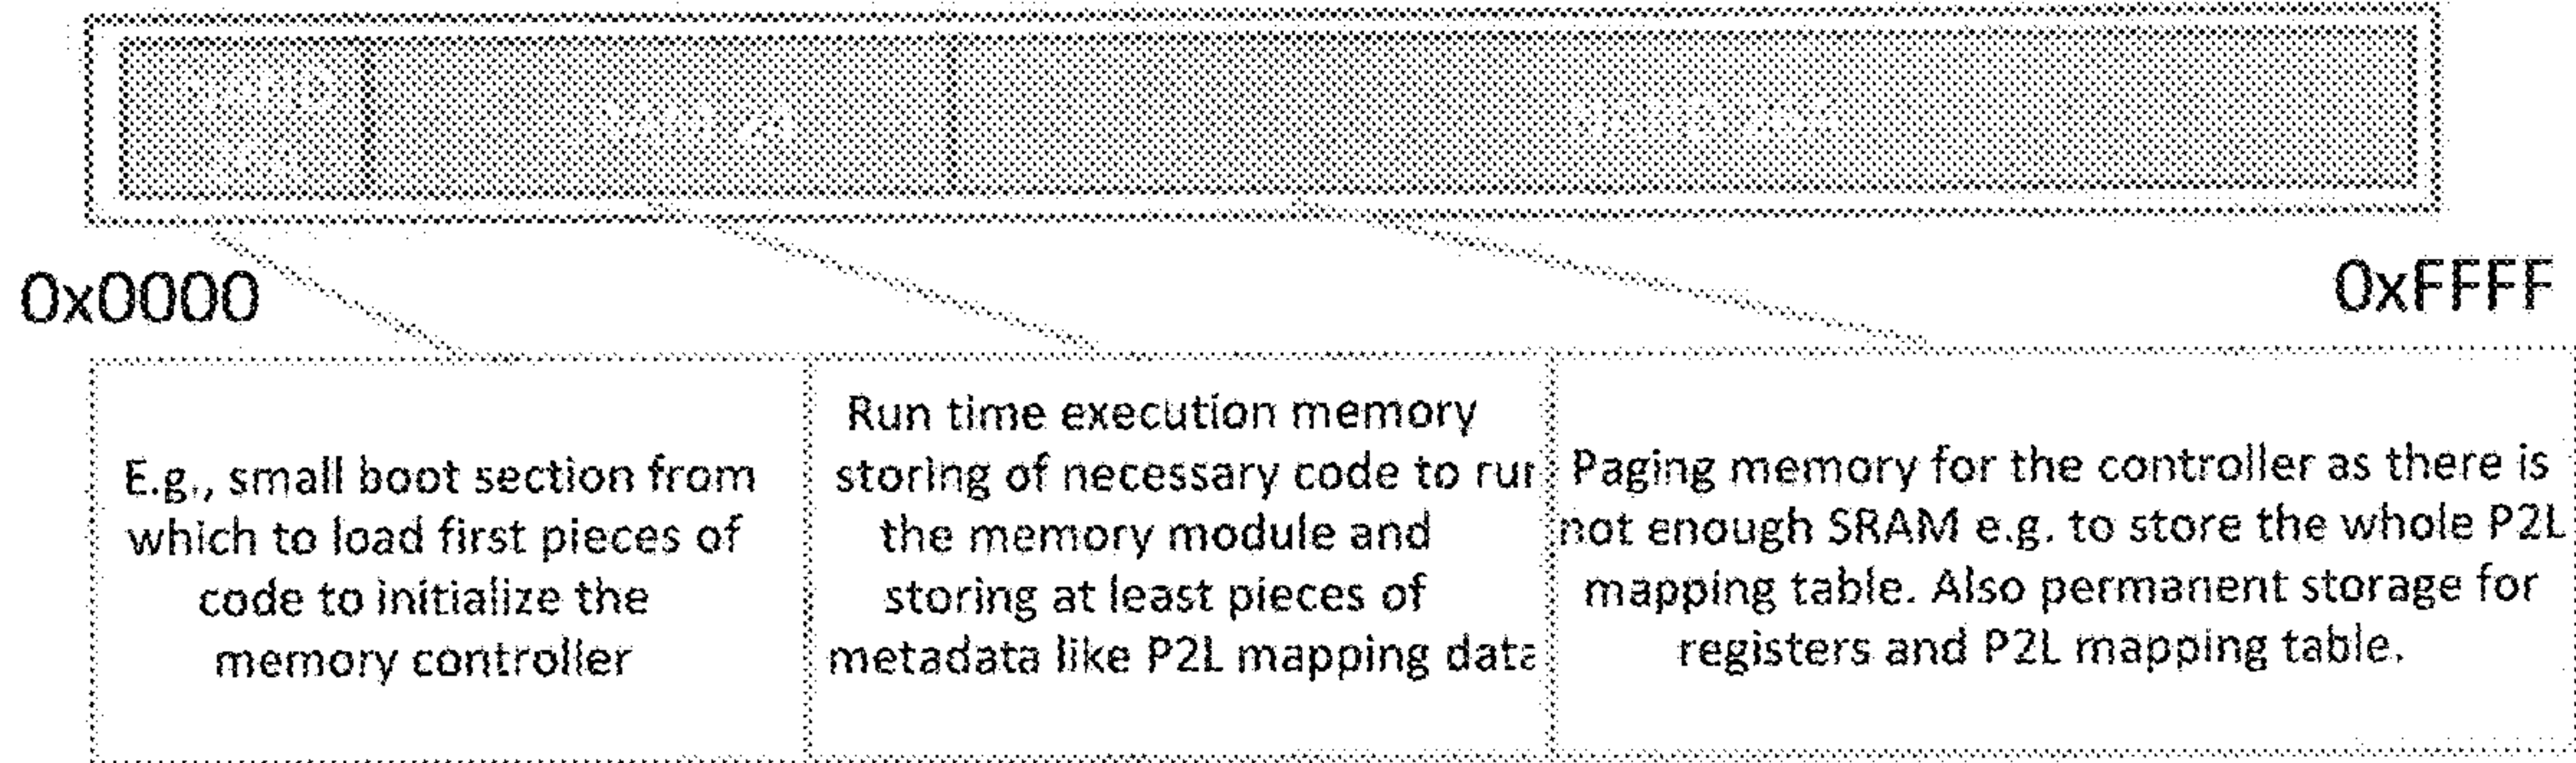 0x0000
0xFFFF
E.g., small boot section from
which to load first pieces of
code to initialize the
memory controller
Run time execution memory
storing of necessary code to
the memory module and
storing at least pieces of
metadata like P2L mapping data
Paging memory for the controller as there is
not enough SRAM e.g. to store the whole P2L
mapping table. Also permanent storage for
registers and P2L mapping table.